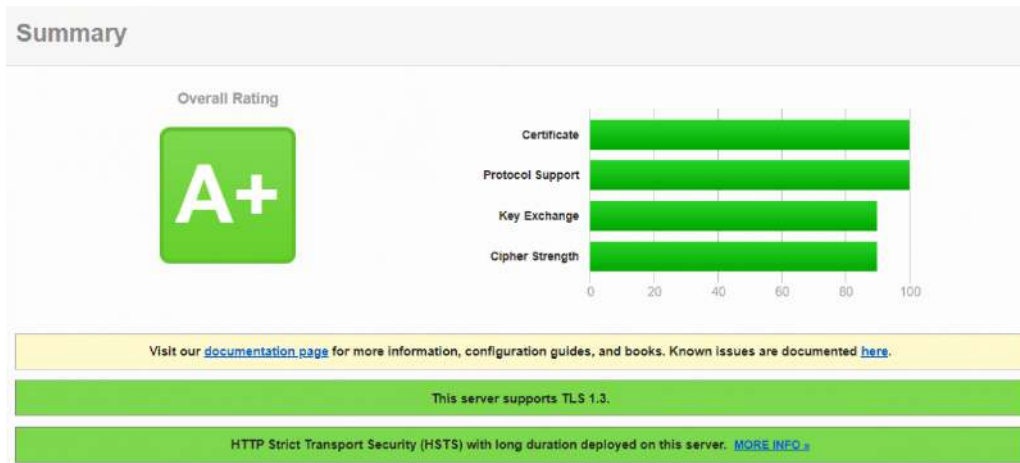 Summary
Overall Rating
A+
Certificate
Protocol Support
Key Exchange
Cipher Strength
0 20 40 60 80 100
Visit our documentation page for more information, configuration guides, and books. Known issues are documented here.
This server supports TLS 1.3.
HTTP Strict Transport Security (HSTS) with long duration deployed on this server. MORE INFO »